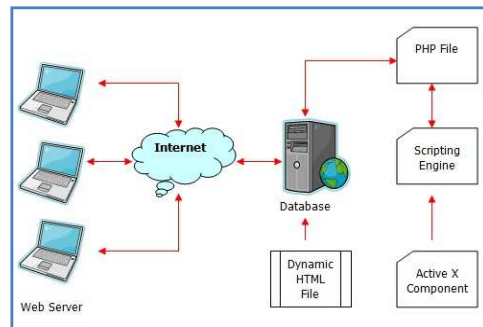 PHP File
Internet
Scripting
Engine
Database
Dynamic
HTML
File
Active X
Component
Web Server